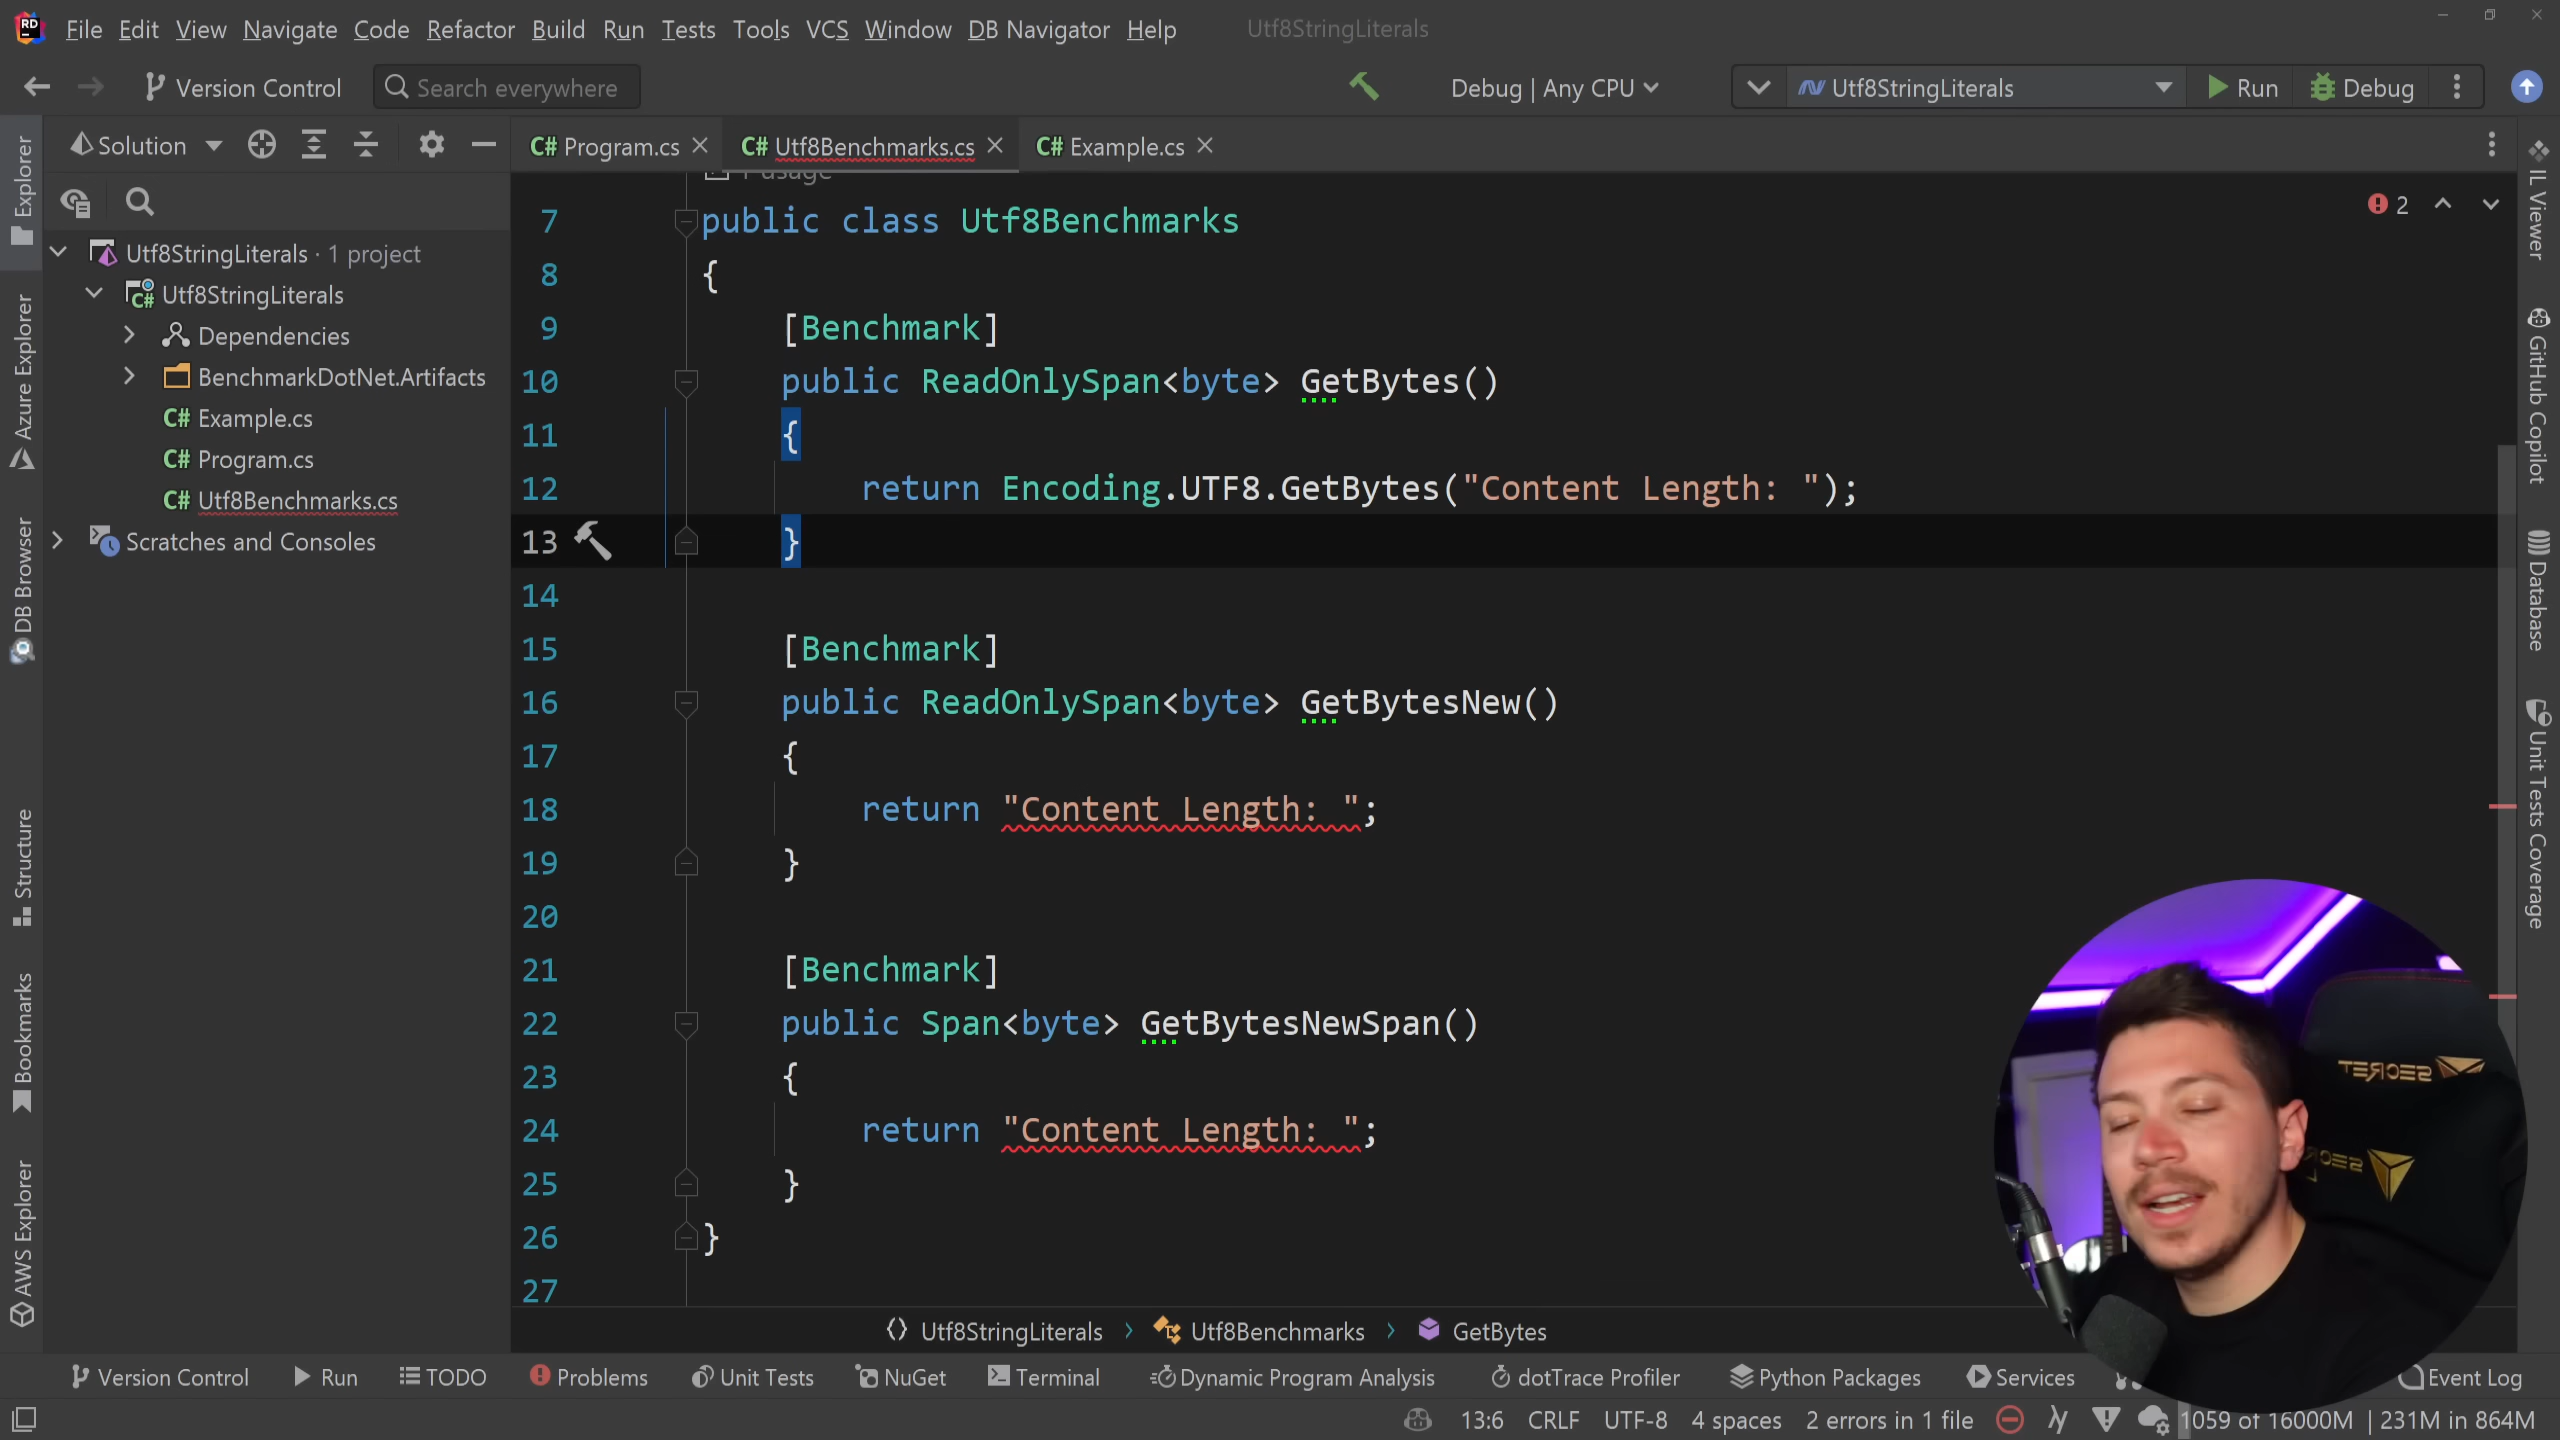 File Edit View Navigate Code Refactor Build Run Tests Tools VCS Window DB Navigator Help Utf8StringLiterals
Version Control Search everywhere Debug | Any CPU Utf8StringLiterals Run Debug
Solution
C# Program.cs C# Utf8Benchmarks.cs C# Example.cs
Utf8StringLiterals · 1 project
Utf8StringLiterals
Dependencies
BenchmarkDotNet.Artifacts
C# Example.cs
C# Program.cs
C# Utf8Benchmarks.cs
Scratches and Consoles
Explorer
Azure Explorer
DB Browser
Structure
Bookmarks
AWS Explorer
1 usage
2
7 public class Utf8Benchmarks
8 {
9 [Benchmark]
10 public ReadOnlySpan<byte> GetBytes()
11 {
12 return Encoding.UTF8.GetBytes("Content Length: ");
13 }
14
15 [Benchmark]
16 public ReadOnlySpan<byte> GetBytesNew()
17 {
18 return "Content Length: ";
19 }
20
21 [Benchmark]
22 public Span<byte> GetBytesNewSpan()
23 {
24 return "Content Length: ";
25 }
26 }
27
IL Viewer
GitHub Copilot
Database
Unit Tests Coverage
SECRET
Utf8StringLiterals Utf8Benchmarks GetBytes
Version Control Run TODO Problems Unit Tests NuGet Terminal Dynamic Program Analysis dotTrace Profiler Python Packages Services Event Log
13:6 CRLF UTF-8 4 spaces 2 errors in 1 file 1059 of 16000M | 231M in 864M